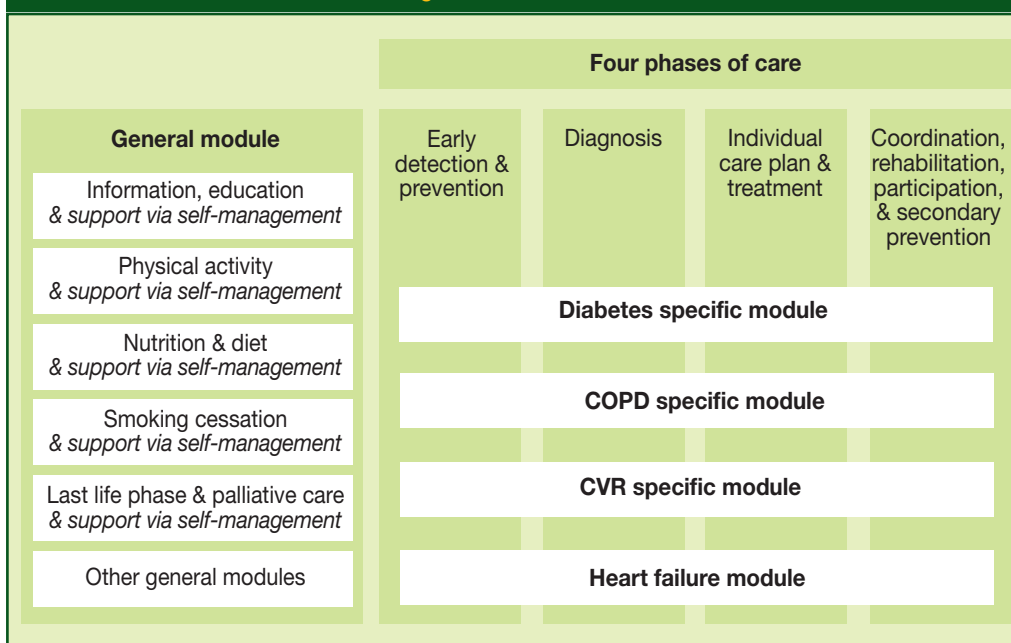 Four phases of care
General module
Information, education
& support via self-management
Physical activity
& support via self-management
Nutrition & diet
& support via self-management
Smoking cessation
& support via self-management
Last life phase & palliative care
& support via self-management
Other general modules
Early
detection &
prevention
Diagnosis
Individual
care plan &
treatment
Coordination,
rehabilitation,
participation,
& secondary
prevention
Diabetes specific module
COPD specific module
CVR specific module
Heart failure module